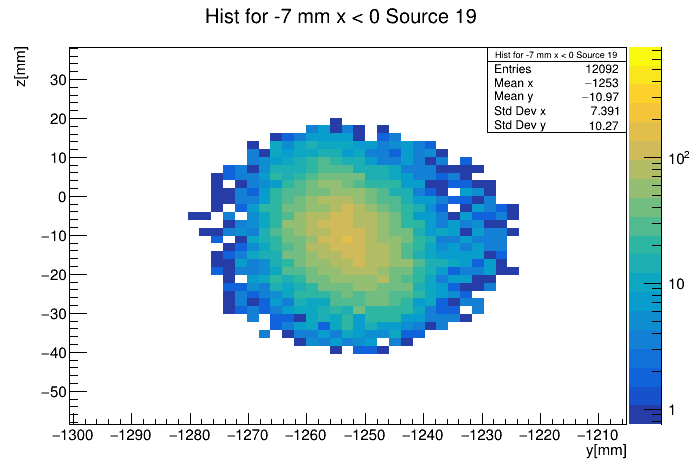 Hist for -7 mm x < 0 Source 19
z[mm]
Hist for -7 mm x < 0 Source 19
Entries 12092
Mean x −1253
Mean y −10.97
Std Dev x 7.391
Std Dev y 10.27
30
20
10
0
−10
−20
−30
−40
−50
10²
10
1
−1300 −1290 −1280 −1270 −1260 −1250 −1240 −1230 −1220 −1210
y[mm]